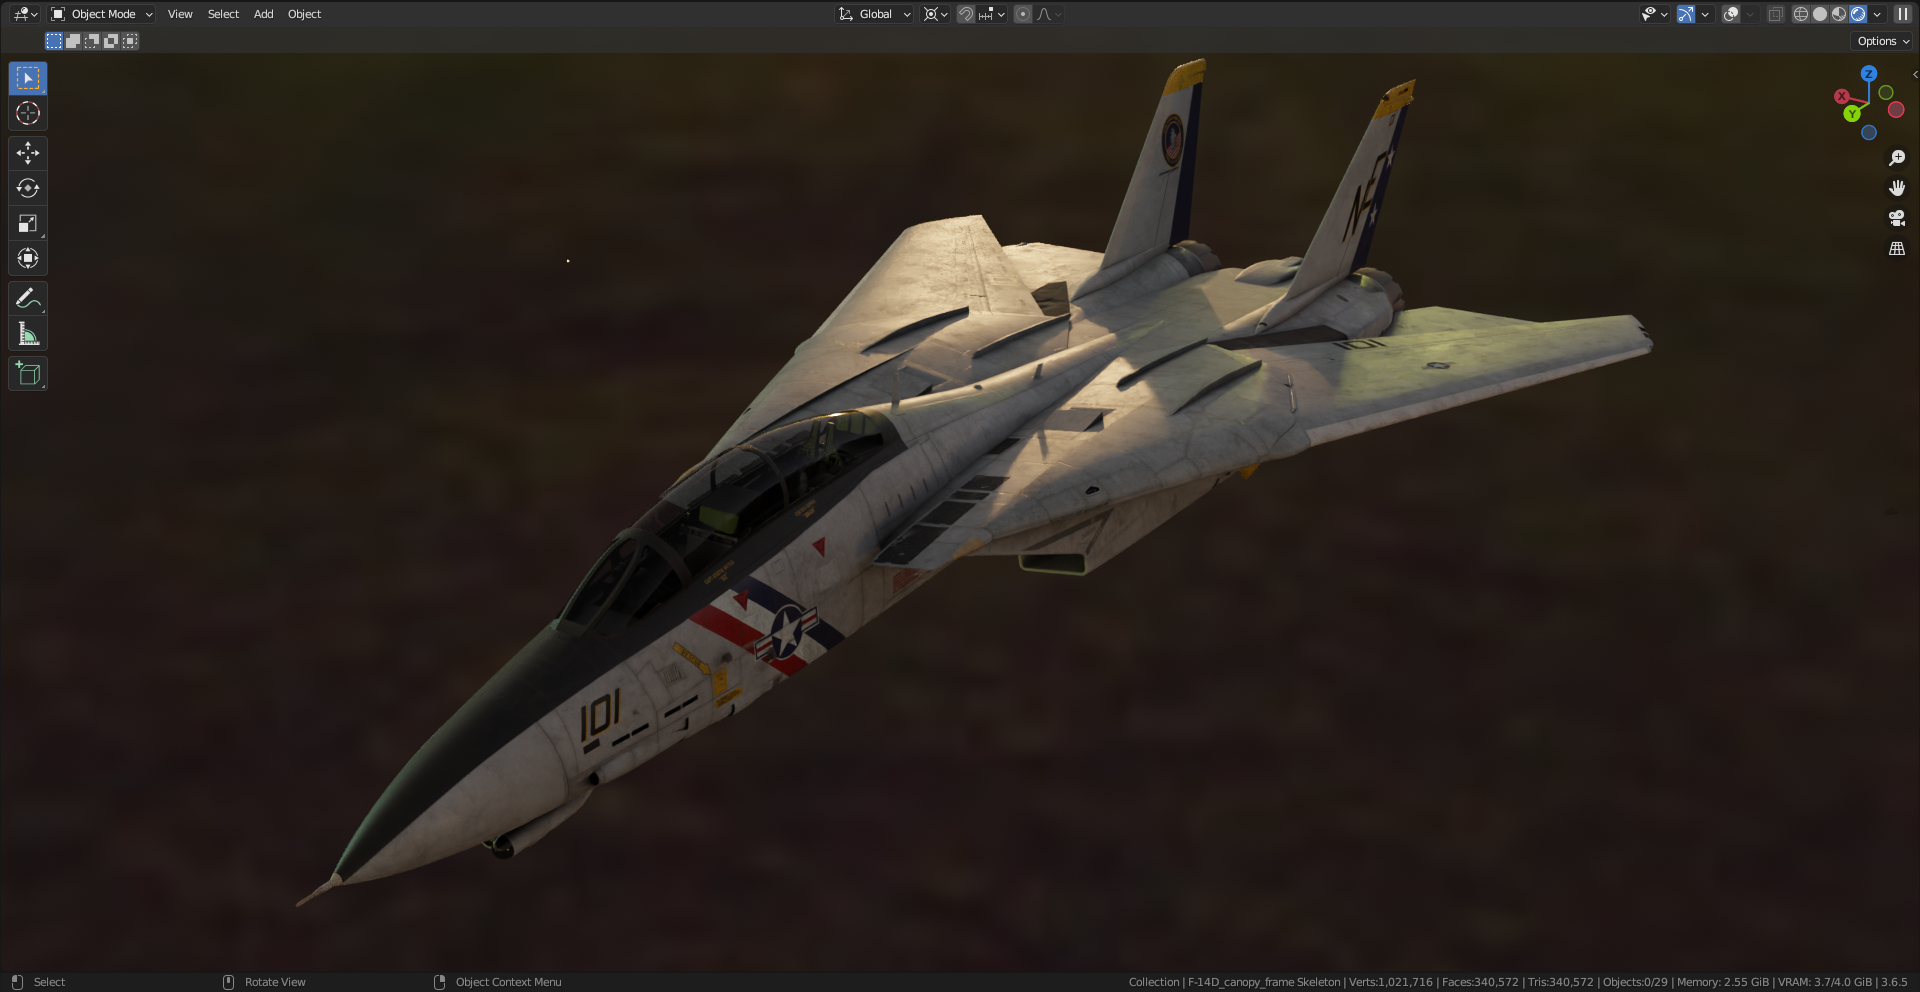 Object Mode
View
Select
Add
Object
Global
Options
Z
X
Y
NE
101
101
RESCUE
Select
Rotate View
Object Context Menu
Collection | F-14D_canopy_frame Skeleton | Verts:1,021,716 | Faces:340,572 | Tris:340,572 | Objects:0/29 | Memory: 2.55 GiB | VRAM: 3.7/4.0 GiB | 3.6.5